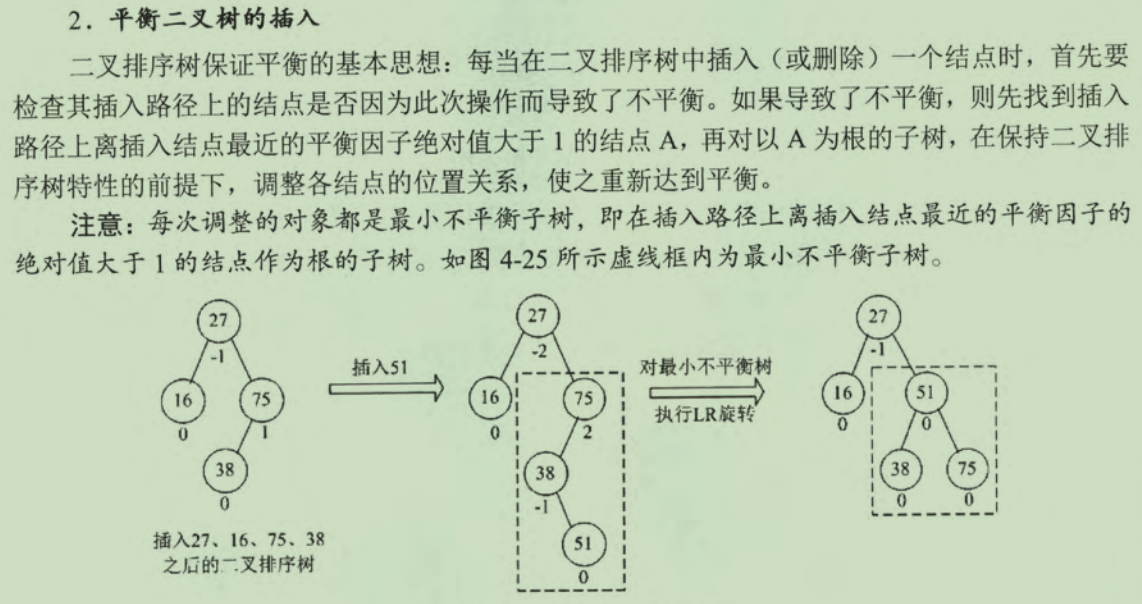 2．平衡二叉树的插入
二叉排序树保证平衡的基本思想：每当在二叉排序树中插入（或删除）一个结点时，首先要
检查其插入路径上的结点是否因为此次操作而导致了不平衡。如果导致了不平衡，则先找到插入
路径上离插入结点最近的平衡因子绝对值大于 1 的结点 A，再对以 A 为根的子树，在保持二叉排
序树特性的前提下，调整各结点的位置关系，使之重新达到平衡。
注意：每次调整的对象都是最小不平衡子树，即在插入路径上离插入结点最近的平衡因子的
绝对值大于 1 的结点作为根的子树。如图 4-25 所示虚线框内为最小不平衡子树。
27
-1
16
0
75
1
38
0
插入27、16、75、38
之后的二叉排序树
插入51
27
-2
16
0
75
2
38
-1
51
0
对最小不平衡树
执行LR旋转
27
-1
16
0
51
0
38
0
75
0